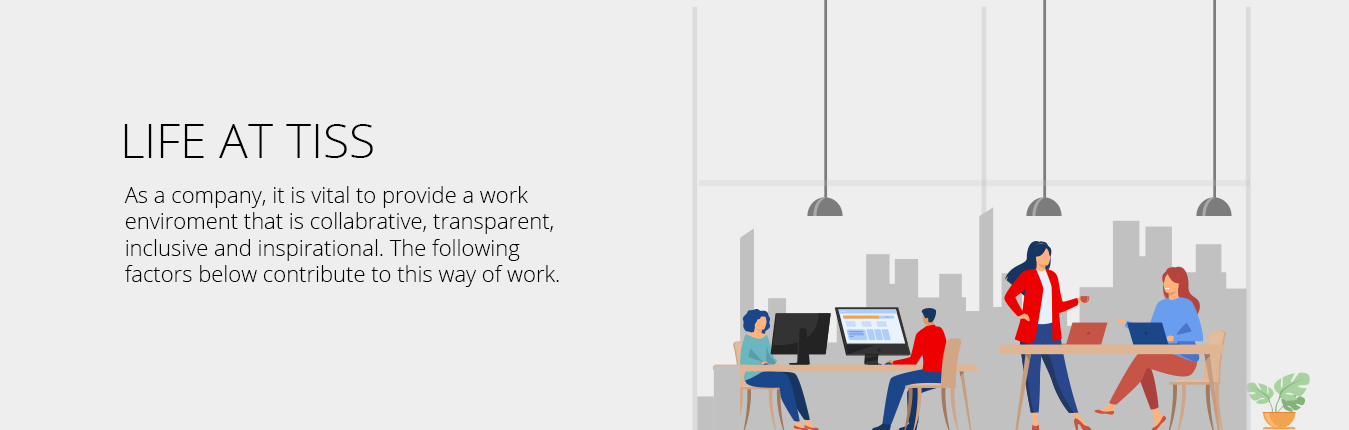 LIFE AT TISS
As a company, it is vital to provide a work
enviroment that is collabrative, transparent,
inclusive and inspirational. The following
factors below contribute to this way of work.